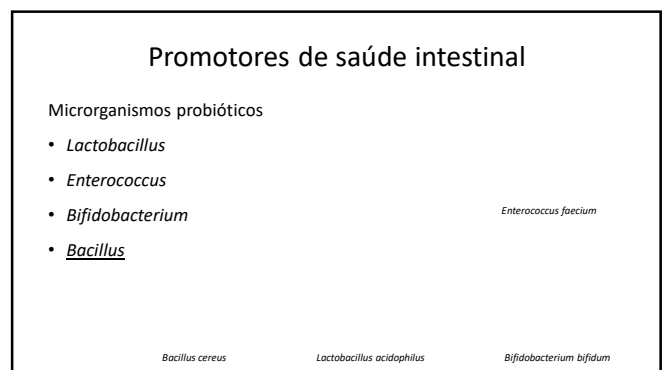 Promotores de saúde intestinal
Microrganismos probióticos
• Lactobacillus
• Enterococcus
• Bifidobacterium
• Bacillus
Enterococcus faecium
Bacillus cereus
Lactobacillus acidophilus
Bifidobacterium bifidum